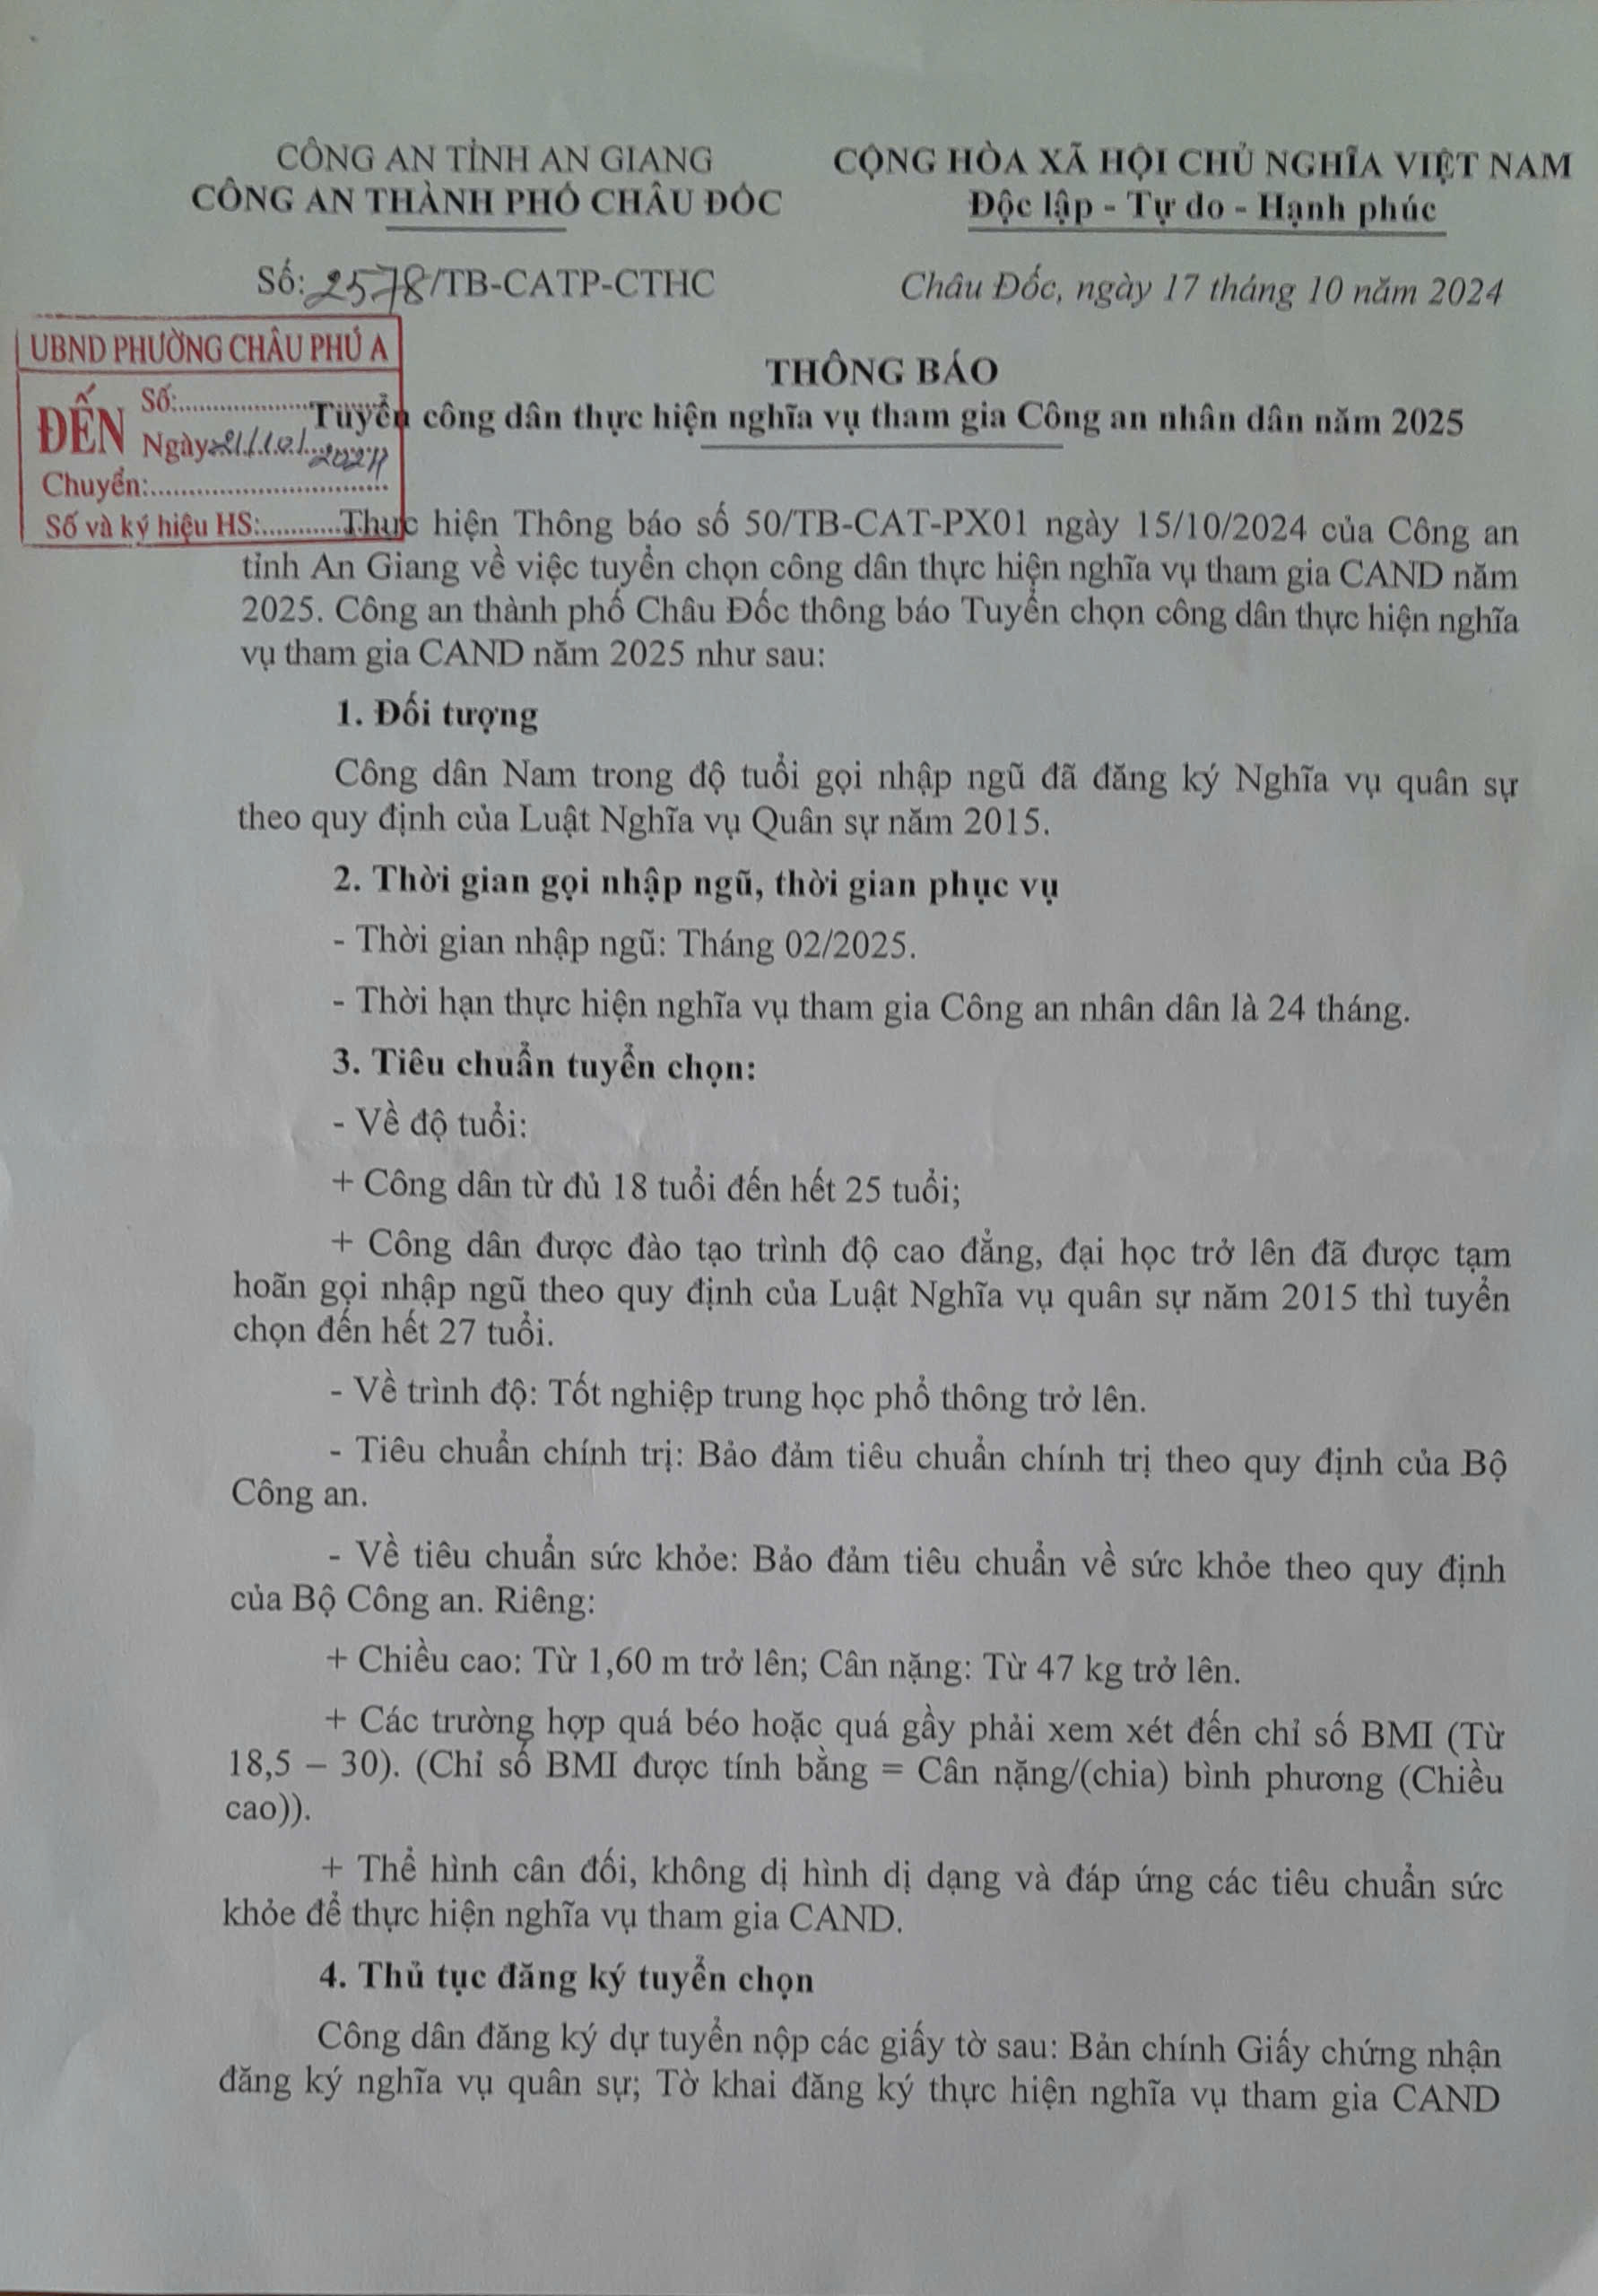 CÔNG AN TỈNH AN GIANG
CÔNG AN THÀNH PHỐ CHÂU ĐỐC
CỘNG HÒA XÃ HỘI CHỦ NGHĨA VIỆT NAM
Độc lập - Tự do - Hạnh phúc
Số: 2578/TB-CATP-CTHC
Châu Đốc, ngày 17 tháng 10 năm 2024
UBND PHƯỜNG CHÂU PHÚ A
ĐẾN
Số:
Ngày 21/10/2024
Chuyển:
Số và ký hiệu HS:
THÔNG BÁO
Tuyển công dân thực hiện nghĩa vụ tham gia Công an nhân dân năm 2025
Thực hiện Thông báo số 50/TB-CAT-PX01 ngày 15/10/2024 của Công an
tỉnh An Giang về việc tuyển chọn công dân thực hiện nghĩa vụ tham gia CAND năm
2025. Công an thành phố Châu Đốc thông báo Tuyển chọn công dân thực hiện nghĩa
vụ tham gia CAND năm 2025 như sau:
1. Đối tượng
Công dân Nam trong độ tuổi gọi nhập ngũ đã đăng ký Nghĩa vụ quân sự
theo quy định của Luật Nghĩa vụ Quân sự năm 2015.
2. Thời gian gọi nhập ngũ, thời gian phục vụ
- Thời gian nhập ngũ: Tháng 02/2025.
- Thời hạn thực hiện nghĩa vụ tham gia Công an nhân dân là 24 tháng.
3. Tiêu chuẩn tuyển chọn:
- Về độ tuổi:
+ Công dân từ đủ 18 tuổi đến hết 25 tuổi;
+ Công dân được đào tạo trình độ cao đẳng, đại học trở lên đã được tạm
hoãn gọi nhập ngũ theo quy định của Luật Nghĩa vụ quân sự năm 2015 thì tuyển
chọn đến hết 27 tuổi.
- Về trình độ: Tốt nghiệp trung học phổ thông trở lên.
- Tiêu chuẩn chính trị: Bảo đảm tiêu chuẩn chính trị theo quy định của Bộ
Công an.
- Về tiêu chuẩn sức khỏe: Bảo đảm tiêu chuẩn về sức khỏe theo quy định
của Bộ Công an. Riêng:
+ Chiều cao: Từ 1,60 m trở lên; Cân nặng: Từ 47 kg trở lên.
+ Các trường hợp quá béo hoặc quá gầy phải xem xét đến chỉ số BMI (Từ
18,5 – 30). (Chỉ số BMI được tính bằng = Cân nặng/(chia) bình phương (Chiều
cao)).
+ Thể hình cân đối, không dị hình dị dạng và đáp ứng các tiêu chuẩn sức
khỏe để thực hiện nghĩa vụ tham gia CAND.
4. Thủ tục đăng ký tuyển chọn
Công dân đăng ký dự tuyển nộp các giấy tờ sau: Bản chính Giấy chứng nhận
đăng ký nghĩa vụ quân sự; Tờ khai đăng ký thực hiện nghĩa vụ tham gia CAND